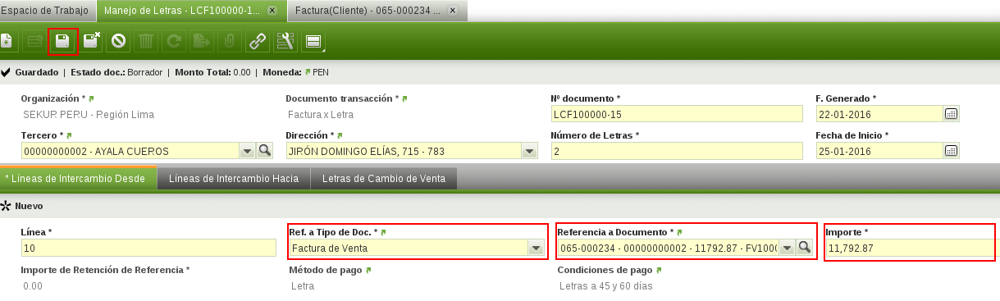 Espacio de Trabajo Manejo de Letras - LCF100000-1... Factura(Cliente) - 065-000234 ...
Guardado | Estado doc.: Borrador | Monto Total: 0.00 | Moneda: PEN
Organización * Documento transacción * Nº documento * F. Generado *
SEKUR PERU - Región Lima Factura x Letra LCF100000-15 22-01-2016
Tercero * Dirección * Número de Letras * Fecha de Inicio *
00000000002 - AYALA CUEROS JIRÓN DOMINGO ELÍAS, 715 - 783 2 25-01-2016
* Líneas de Intercambio Desde Líneas de Intercambio Hacia Letras de Cambio de Venta
Nuevo
Línea * Ref. a Tipo de Doc. * Referencia a Documento * Importe *
10 Factura de Venta 065-000234 - 00000000002 - 11792.87 - FV100 11,792.87
Importe de Retención de Referencia * Método de pago Condiciones de pago
0.00 Letra Letras a 45 y 60 días